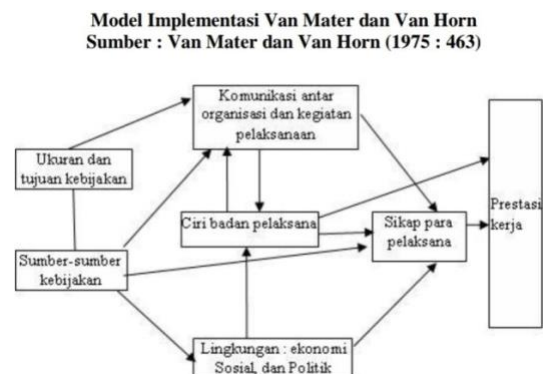 Model Implementasi Van Mater dan Van Horn
Sumber : Van Mater dan Van Horn (1975 : 463)
Komunikasi antar
organisasi dan kegiatan
pelaksanaan
Ukuran dan
tujuan kebijakan
Ciri badan pelaksana
Sikap para
pelaksana
Prestasi
kerja
Sumber-sumber
kebijakan
Lingkungan : ekonomi
Sosial, dan Politik